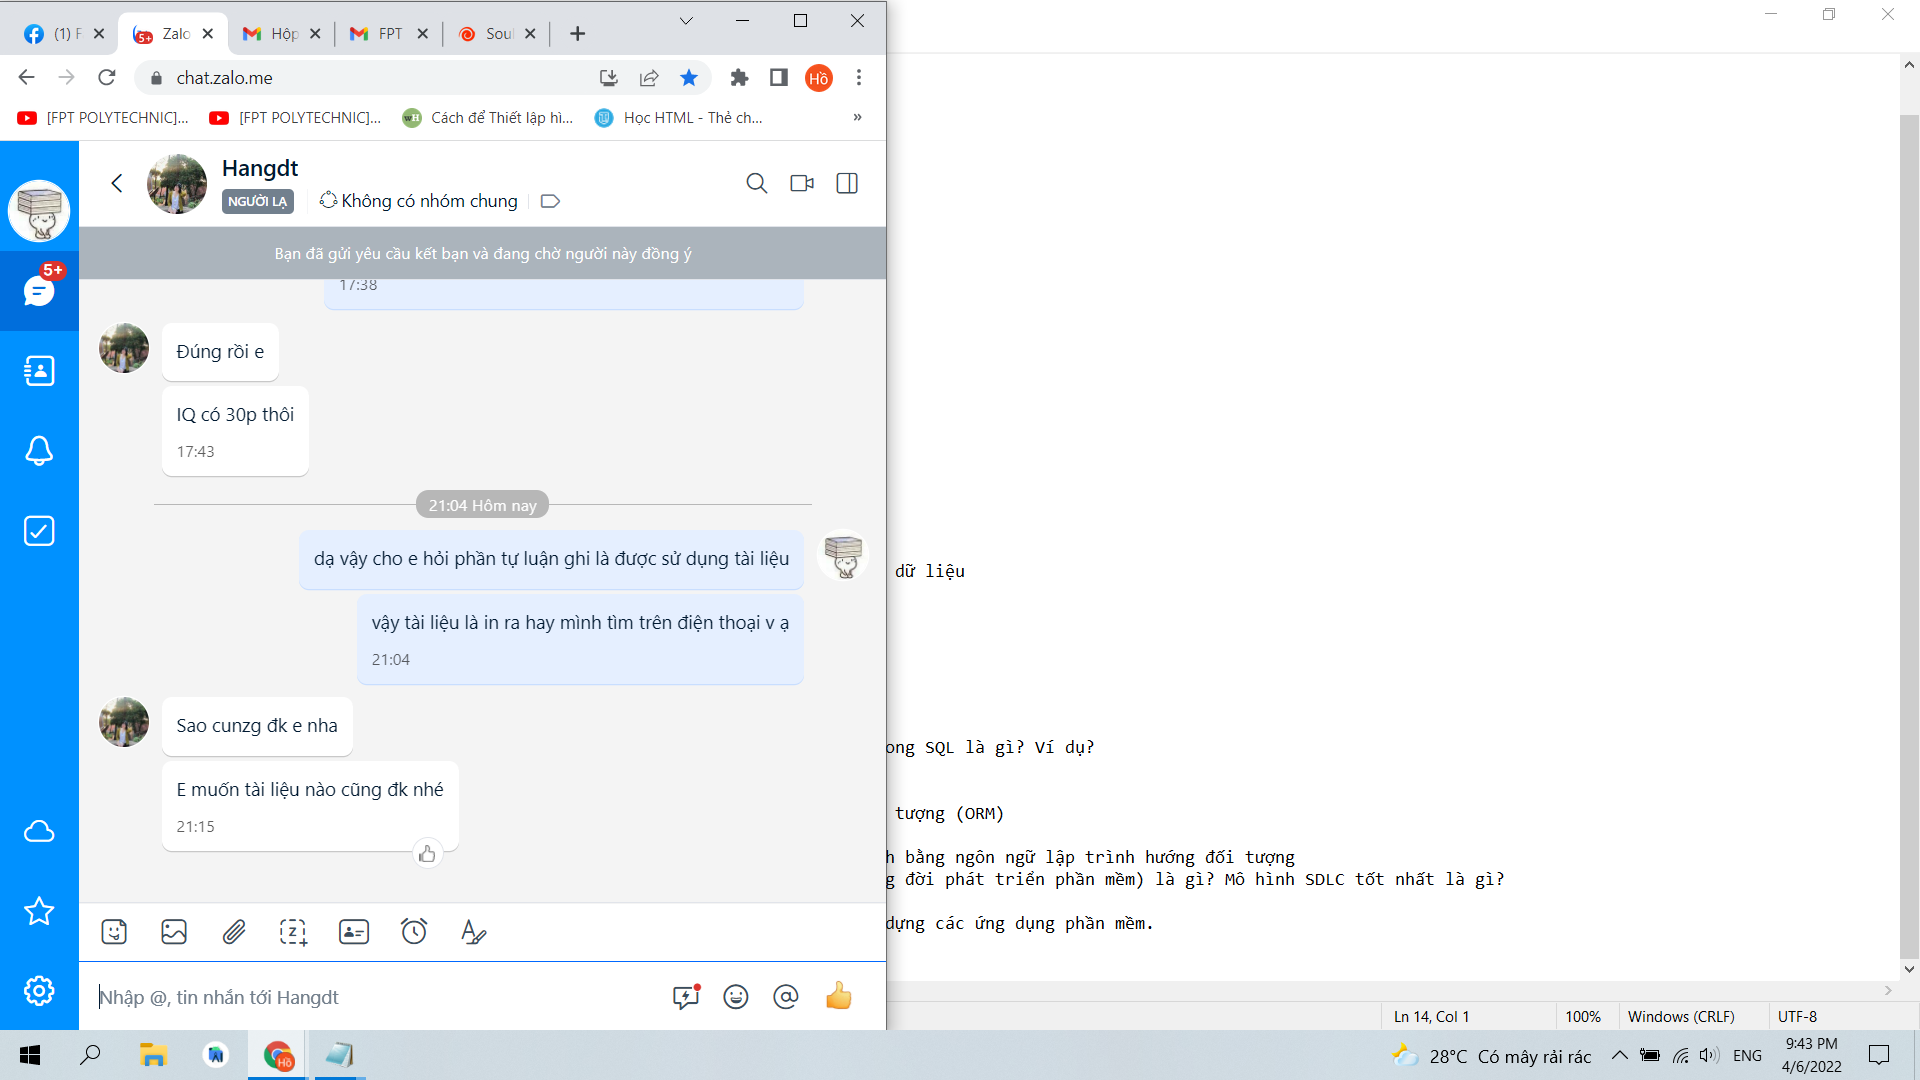 (1) F
5+
Zalo
Hộp
FPT
Soul
chat.zalo.me
Hồ
[FPT POLYTECHNIC]...
[FPT POLYTECHNIC]...
wH
Cách để Thiết lập hì...
Học HTML - Thẻ ch...
»
Hangdt
NGƯỜI LẠ
Không có nhóm chung
5+
Bạn đã gửi yêu cầu kết bạn và đang chờ người này đồng ý
17:38
Đúng rồi e
IQ có 30p thôi
17:43
21:04 Hôm nay
dạ vậy cho e hỏi phần tự luận ghi là được sử dụng tài liệu
vậy tài liệu là in ra hay mình tìm trên điện thoại v ạ
21:04
Sao cunzg đk e nha
E muốn tài liệu nào cũng đk nhé
21:15
Nhập @, tin nhắn tới Hangdt
dữ liệu
ong SQL là gì? Ví dụ?
tượng (ORM)
h bằng ngôn ngữ lập trình hướng đối tượng
g đời phát triển phần mềm) là gì? Mô hình SDLC tốt nhất là gì?
dựng các ứng dụng phần mềm.
Ln 14, Col 1
100%
Windows (CRLF)
UTF-8
Hồ
28°C Có mây rải rác
ENG
9:43 PM
4/6/2022